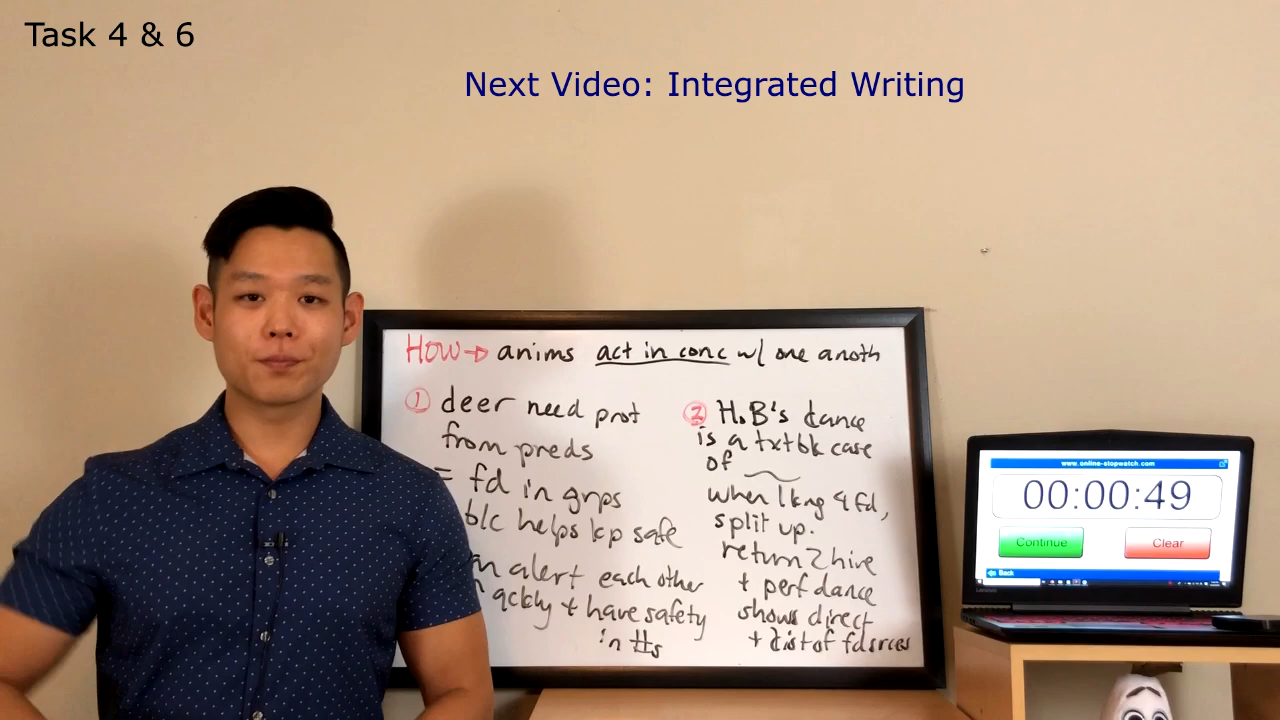 Task 4 & 6
Next Video: Integrated Writing
HOW → anims act in conc w/ one anoth
① deer need prot
from preds
= fd in grps
b/c helps kp safe
alert each other
qckly + have safety
in #s
② H.B's dance
is a txtbk case
of
when lkng 4 fd,
split up.
return 2 hive
+ perf dance
shows direct
+ dist of fd srces
www.online-stopwatch.com
00:00:49
Continue
Clear
Back
Lenovo